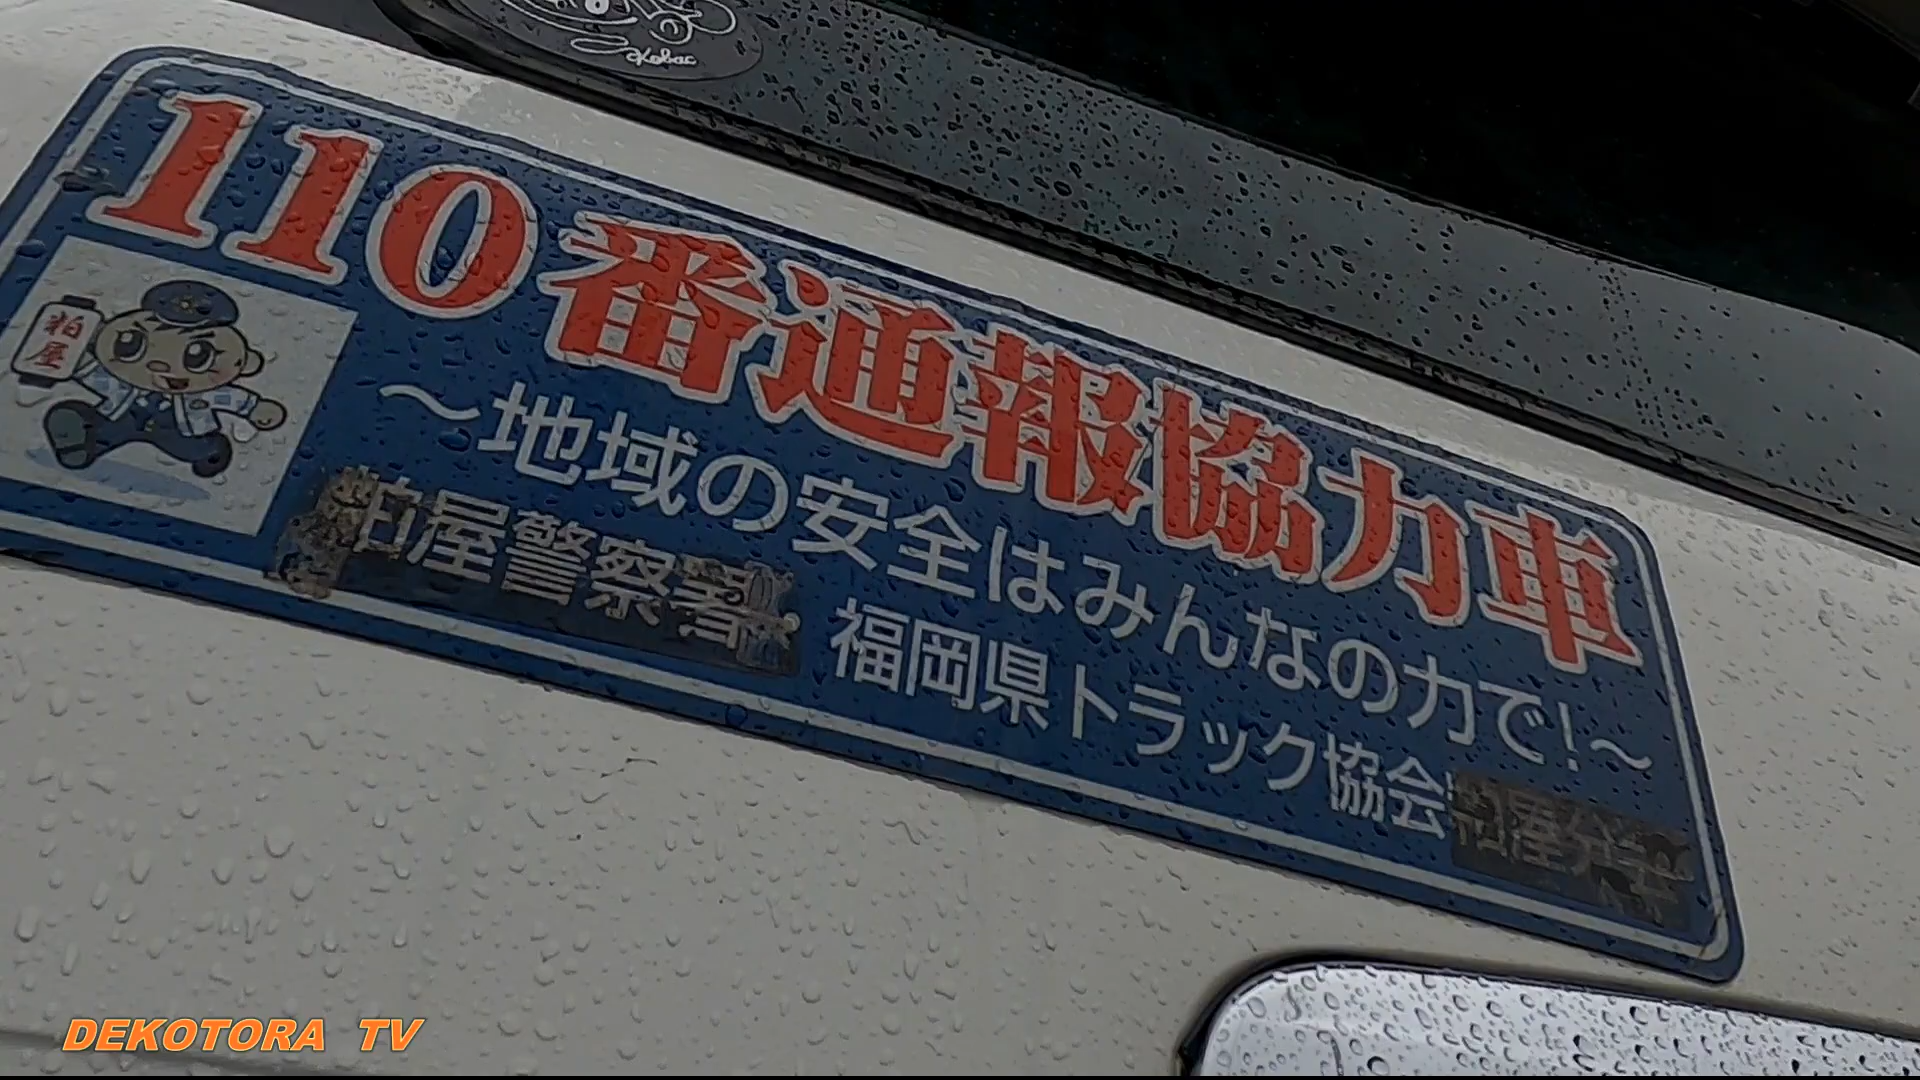 Kobac
110番通報協力車
粕屋
〜地域の安全はみんなの力で!〜
粕屋警察署 福岡県トラック協会粕屋分会
DEKOTORA TV